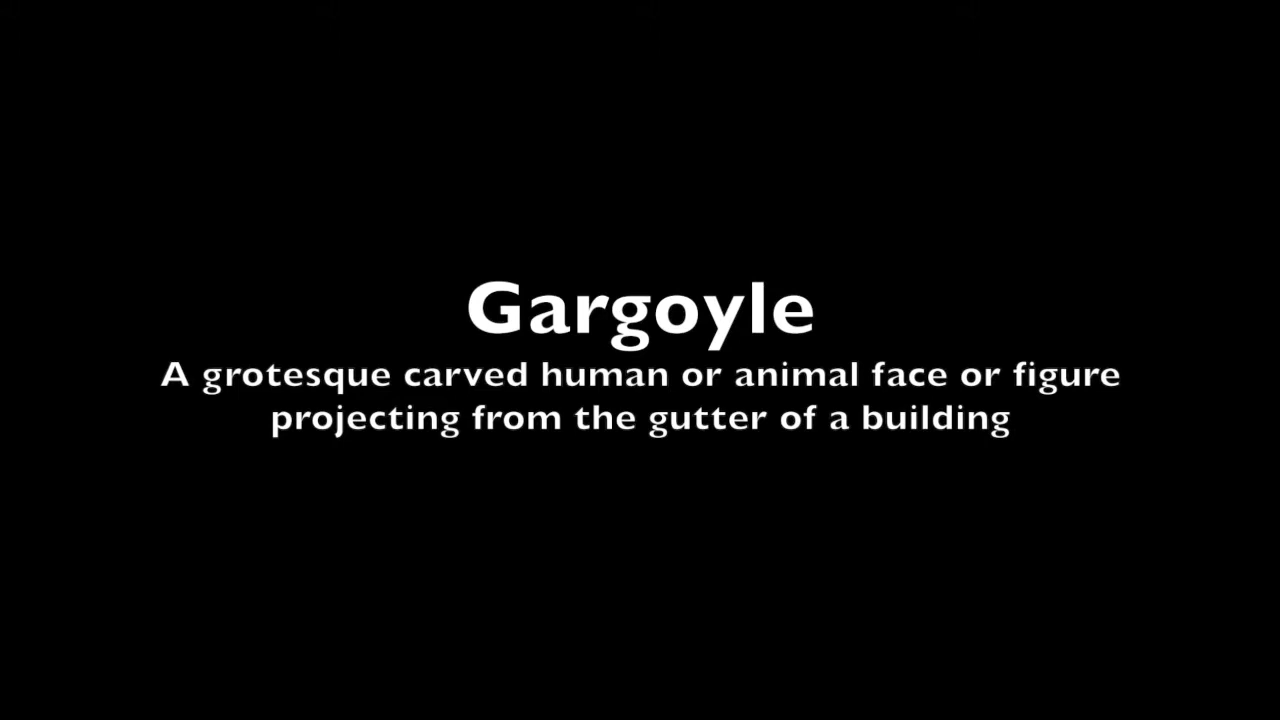 Gargoyle
A grotesque carved human or animal face or figure
projecting from the gutter of a building